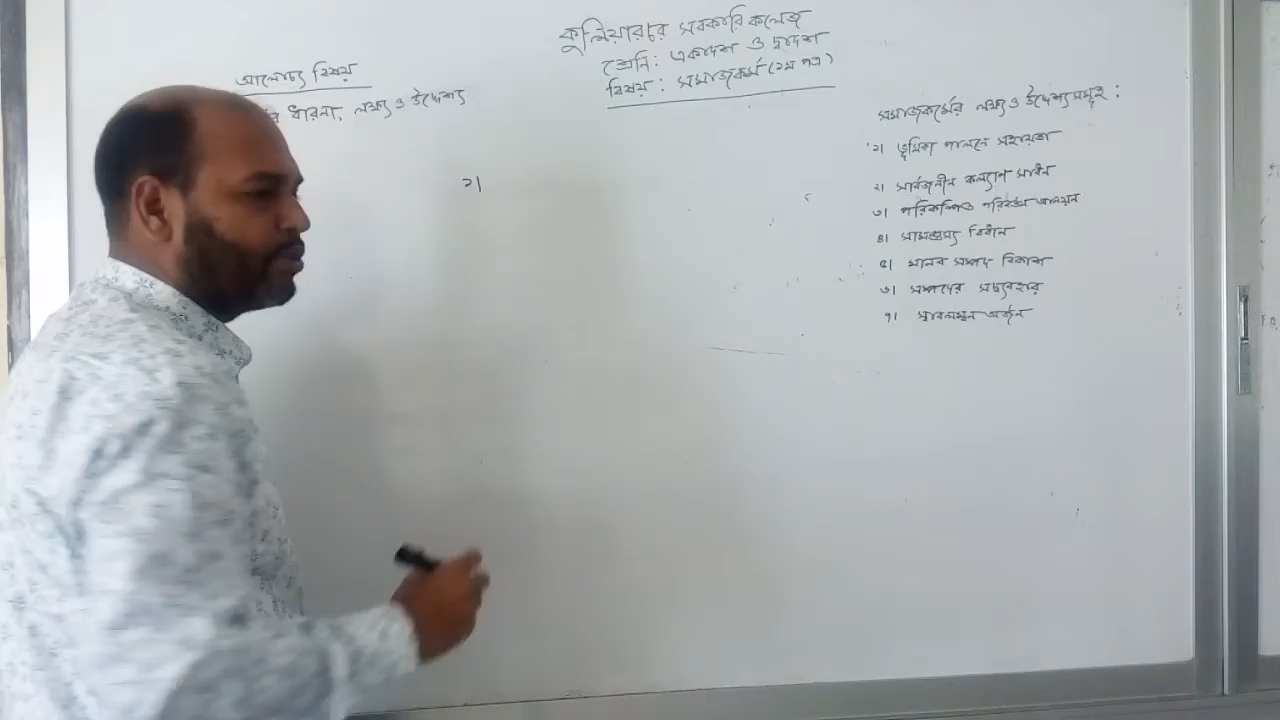 কুলিয়ারচর সরকারি কলেজ
শ্রেনি: একাদশ ও দ্বাদশ
বিষয়: সমাজকর্ম (১ম পত্র)
আলোচ্য বিষয়
ধারনা, লক্ষ্য ও উদ্দেশ্য
১।
সমাজকর্মের লক্ষ্য ও উদ্দেশ্য সমূহ:
১। ভূমিকা পালনে সহায়তা
২। সার্বজনীন কল্যাণ সাধন
৩। পরিকল্পিত পরিবর্তন আনয়ন
৪। সামঞ্জস্য বিধান
৫। মানব সম্পদ বিকাশ
৬। সম্পদের সদ্ব্যবহার
৭। স্বাবলম্বন অর্জন